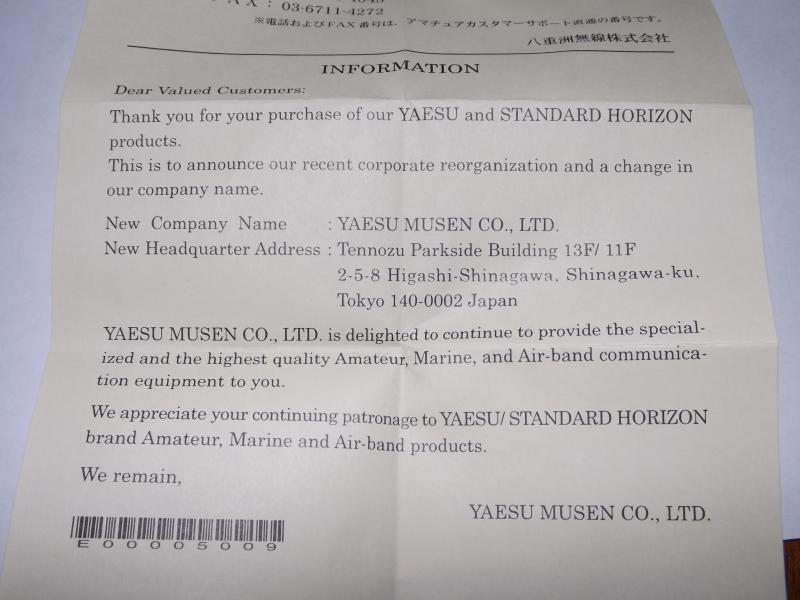 FAX: 03-6711-4272
※電話およびFAX番号は、アマチュアカスタマーサポート直通の番号です。
八重洲無線株式会社
INFORMATION
Dear Valued Customers:
Thank you for your purchase of our YAESU and STANDARD HORIZON
products.
This is to announce our recent corporate reorganization and a change in
our company name.
New Company Name : YAESU MUSEN CO., LTD.
New Headquarter Address : Tennozu Parkside Building 13F/ 11F
2-5-8 Higashi-Shinagawa, Shinagawa-ku,
Tokyo 140-0002 Japan
YAESU MUSEN CO., LTD. is delighted to continue to provide the special-
ized and the highest quality Amateur, Marine, and Air-band communica-
tion equipment to you.
We appreciate your continuing patronage to YAESU/ STANDARD HORIZON
brand Amateur, Marine and Air-band products.
We remain,
YAESU MUSEN CO., LTD.
E00005009